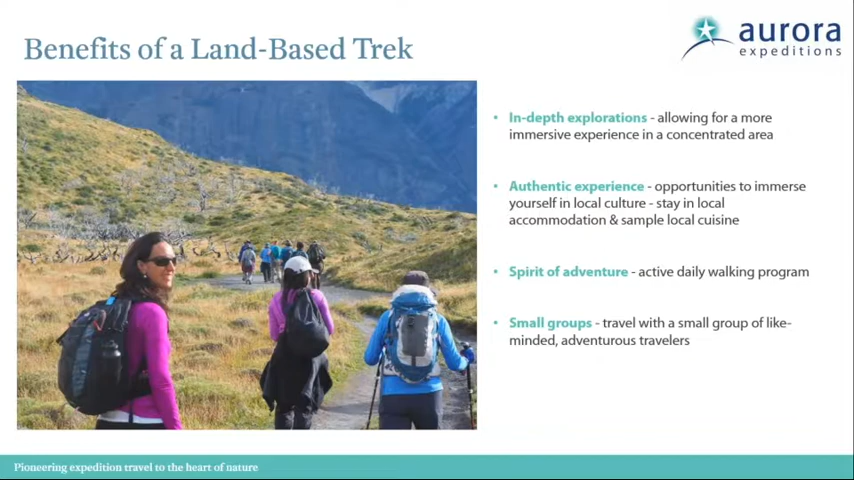 Benefits of a Land-Based Trek
aurora
expeditions
• In-depth explorations - allowing for a more
immersive experience in a concentrated area
• Authentic experience - opportunities to immerse
yourself in local culture - stay in local
accommodation & sample local cuisine
• Spirit of adventure - active daily walking program
• Small groups - travel with a small group of like-
minded, adventurous travelers
Pioneering expedition travel to the heart of nature